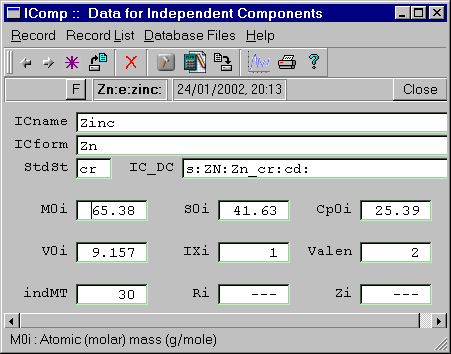 IComp :: Data for Independent Components
Record Record List Database Files Help
F Zn:e:zinc: 24/01/2002, 20:13 Close
ICname Zinc
ICform Zn
StdSt cr IC_DC s:ZN:Zn_cr:cd:
M0i 65.38 S0i 41.63 Cp0i 25.39
V0i 9.157 IXi 1 Valen 2
indMT 30 Ri --- Zi ---
M0i : Atomic (molar) mass (g/mole)